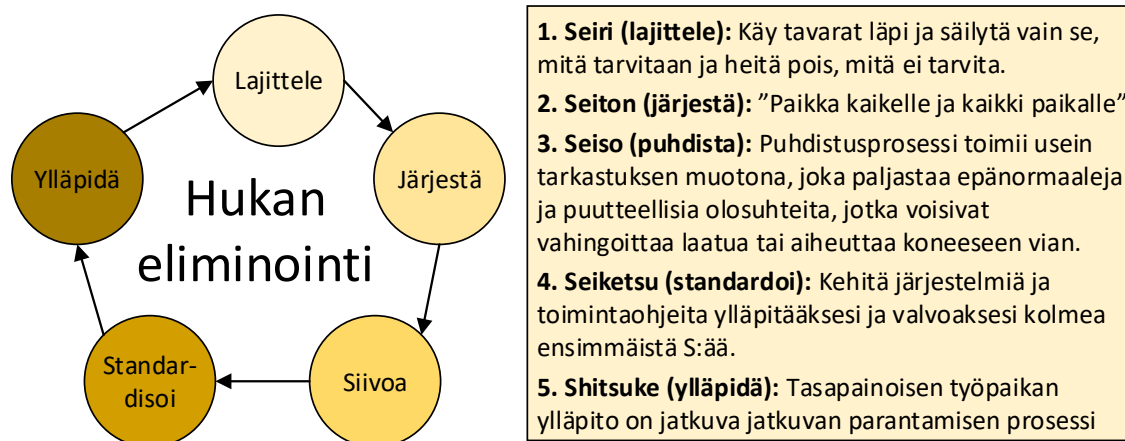 Lajittele
Järjestä
Siivoa
Standar-
disoi
Ylläpidä
Hukan
eliminointi
1. Seiri (lajittele): Käy tavarat läpi ja säilytä vain se,
mitä tarvitaan ja heitä pois, mitä ei tarvita.
2. Seiton (järjestä): ”Paikka kaikelle ja kaikki paikalle”
3. Seiso (puhdista): Puhdistusprosessi toimii usein
tarkastuksen muotona, joka paljastaa epänormaaleja
ja puutteellisia olosuhteita, jotka voisivat
vahingoittaa laatua tai aiheuttaa koneeseen vian.
4. Seiketsu (standardoi): Kehitä järjestelmiä ja
toimintaohjeita ylläpitääksesi ja valvoaksesi kolmea
ensimmäistä S:ää.
5. Shitsuke (ylläpidä): Tasapainoisen työpaikan
ylläpito on jatkuva jatkuvan parantamisen prosessi